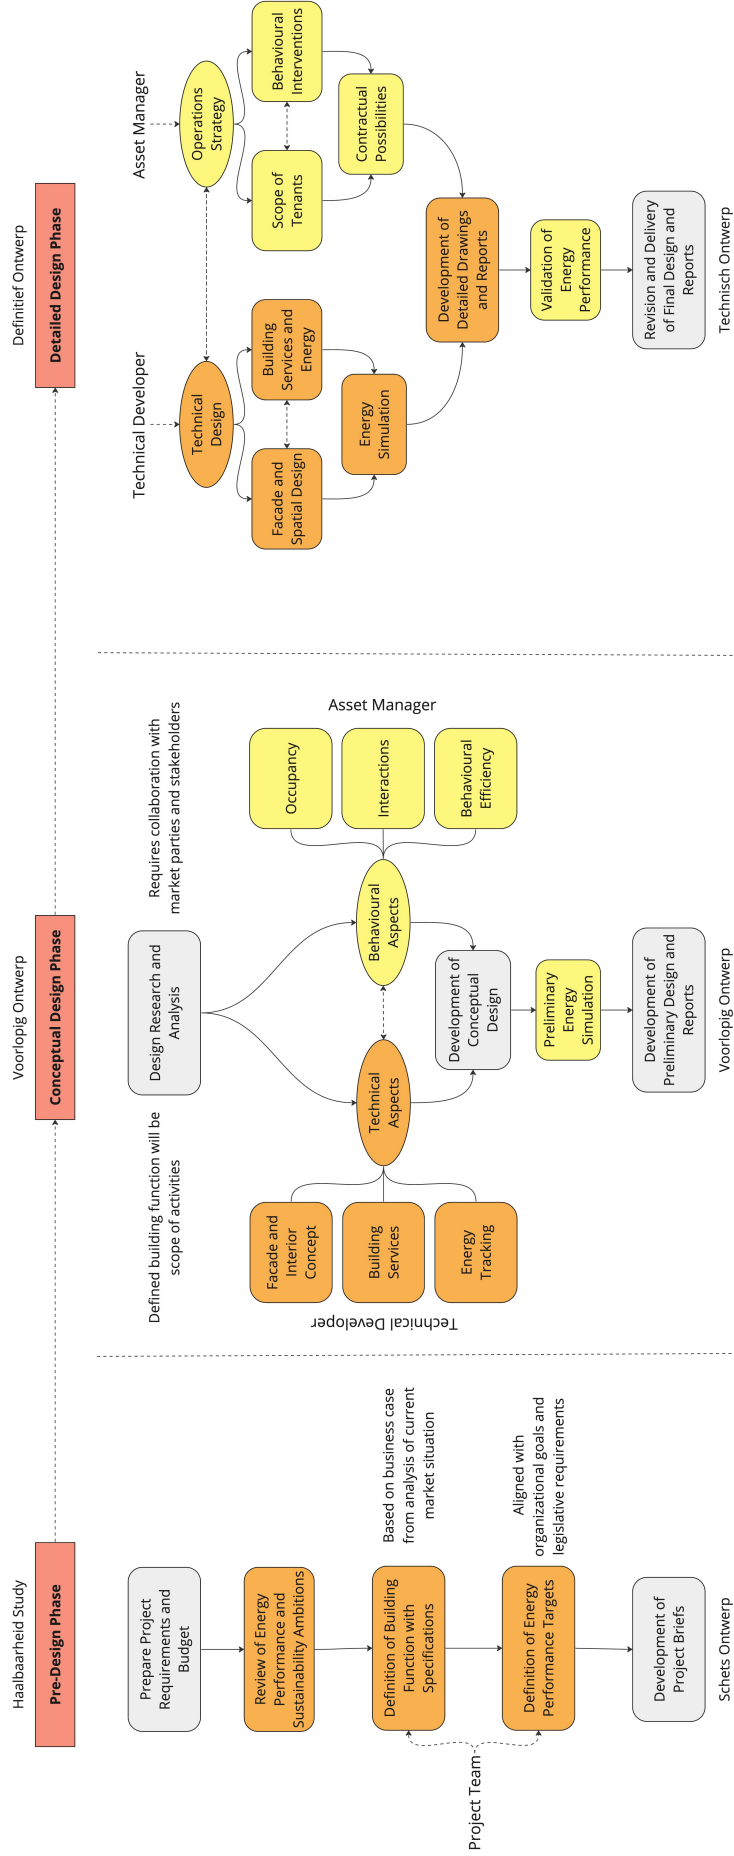 Haalbaarheid Study
Pre-Design Phase
Prepare Project
Requirements and
Budget
Review of Energy
Performance and
Sustainability Ambitions
Definition of Building
Function with
Specifications
Based on business case
from analysis of current
market situation
Definition of Energy
Performance Targets
Aligned with
organizational goals and
legislative requirements
Project Team
Development of
Project Briefs
Schets Ontwerp
Voorlopig Ontwerp
Conceptual Design Phase
Defined building function will be
scope of activities
Design Research and
Analysis
Requires collaboration with
market parties and stakeholders
Technical Developer
Facade and
Interior
Concept
Building
Services
Energy
Tracking
Technical
Aspects
Behavioural
Aspects
Occupancy
Interactions
Behavioural
Efficiency
Asset Manager
Development of
Conceptual
Design
Preliminary
Energy
Simulation
Development of
Preliminary Design and
Reports
Voorlopig Ontwerp
Definitief Ontwerp
Detailed Design Phase
Technical Developer
Asset Manager
Technical
Design
Operations
Strategy
Facade and
Spatial Design
Building
Services and
Energy
Scope of
Tenants
Behavioural
Interventions
Energy
Simulation
Contractual
Possibilities
Development of
Detailed Drawings
and Reports
Validation of
Energy
Performance
Revision and Delivery
of Final Design and
Reports
Technisch Ontwerp